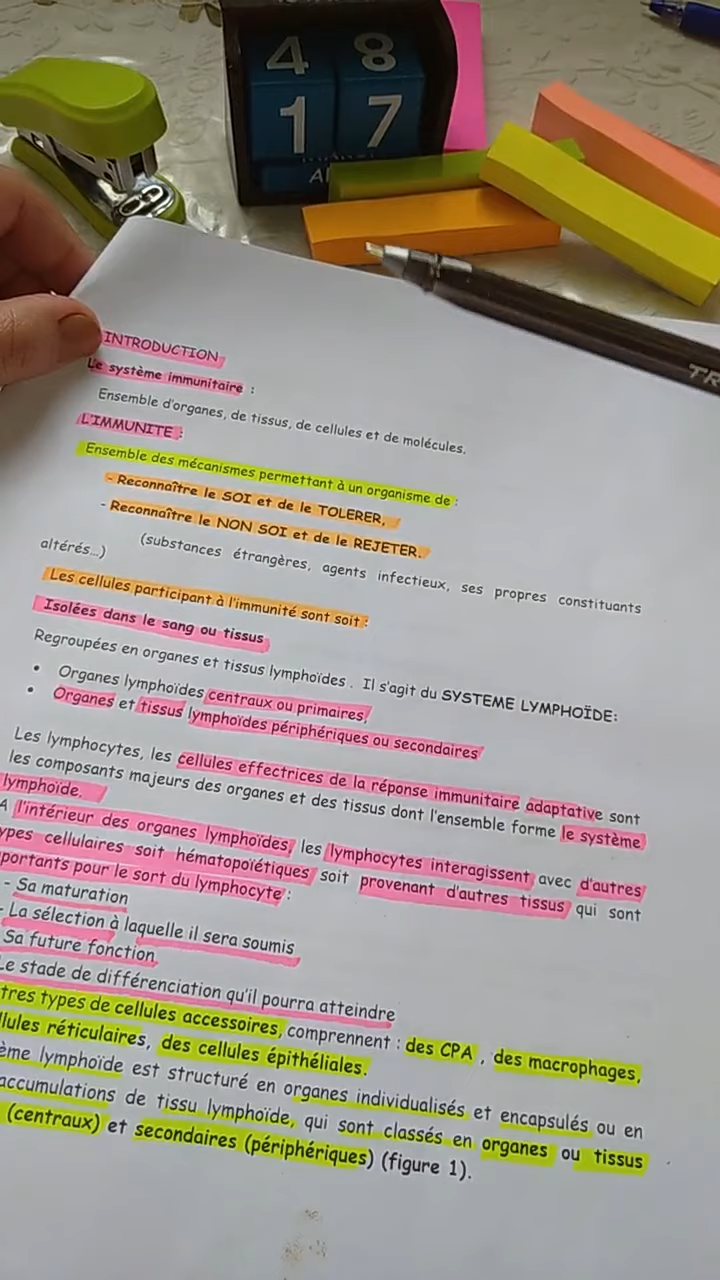 4 8
1 7
TR
INTRODUCTION
Le système immunitaire :
Ensemble d'organes, de tissus, de cellules et de molécules.
L'IMMUNITE :
Ensemble des mécanismes permettant à un organisme de :
- Reconnaître le SOI et de le TOLERER,
- Reconnaître le NON SOI et de le REJETER.
(substances étrangères, agents infectieux, ses propres constituants
altérés...)
Les cellules participant à l'immunité sont soit :
Isolées dans le sang ou tissus
Regroupées en organes et tissus lymphoïdes . Il s'agit du SYSTEME LYMPHOÏDE:
• Organes lymphoïdes centraux ou primaires,
• Organes et tissus lymphoïdes périphériques ou secondaires
Les lymphocytes, les cellules effectrices de la réponse immunitaire adaptative sont
les composants majeurs des organes et des tissus dont l'ensemble forme le système
lymphoïde.
A l'intérieur des organes lymphoïdes, les lymphocytes interagissent avec d'autres
ypes cellulaires soit hématopoïétiques soit provenant d'autres tissus qui sont
portants pour le sort du lymphocyte :
- Sa maturation
- La sélection à laquelle il sera soumis
Sa future fonction
Le stade de différenciation qu'il pourra atteindre
tres types de cellules accessoires, comprennent : des CPA , des macrophages,
llules réticulaires, des cellules épithéliales.
ème lymphoïde est structuré en organes individualisés et encapsulés ou en
accumulations de tissu lymphoïde, qui sont classés en organes ou tissus
(centraux) et secondaires (périphériques) (figure 1).